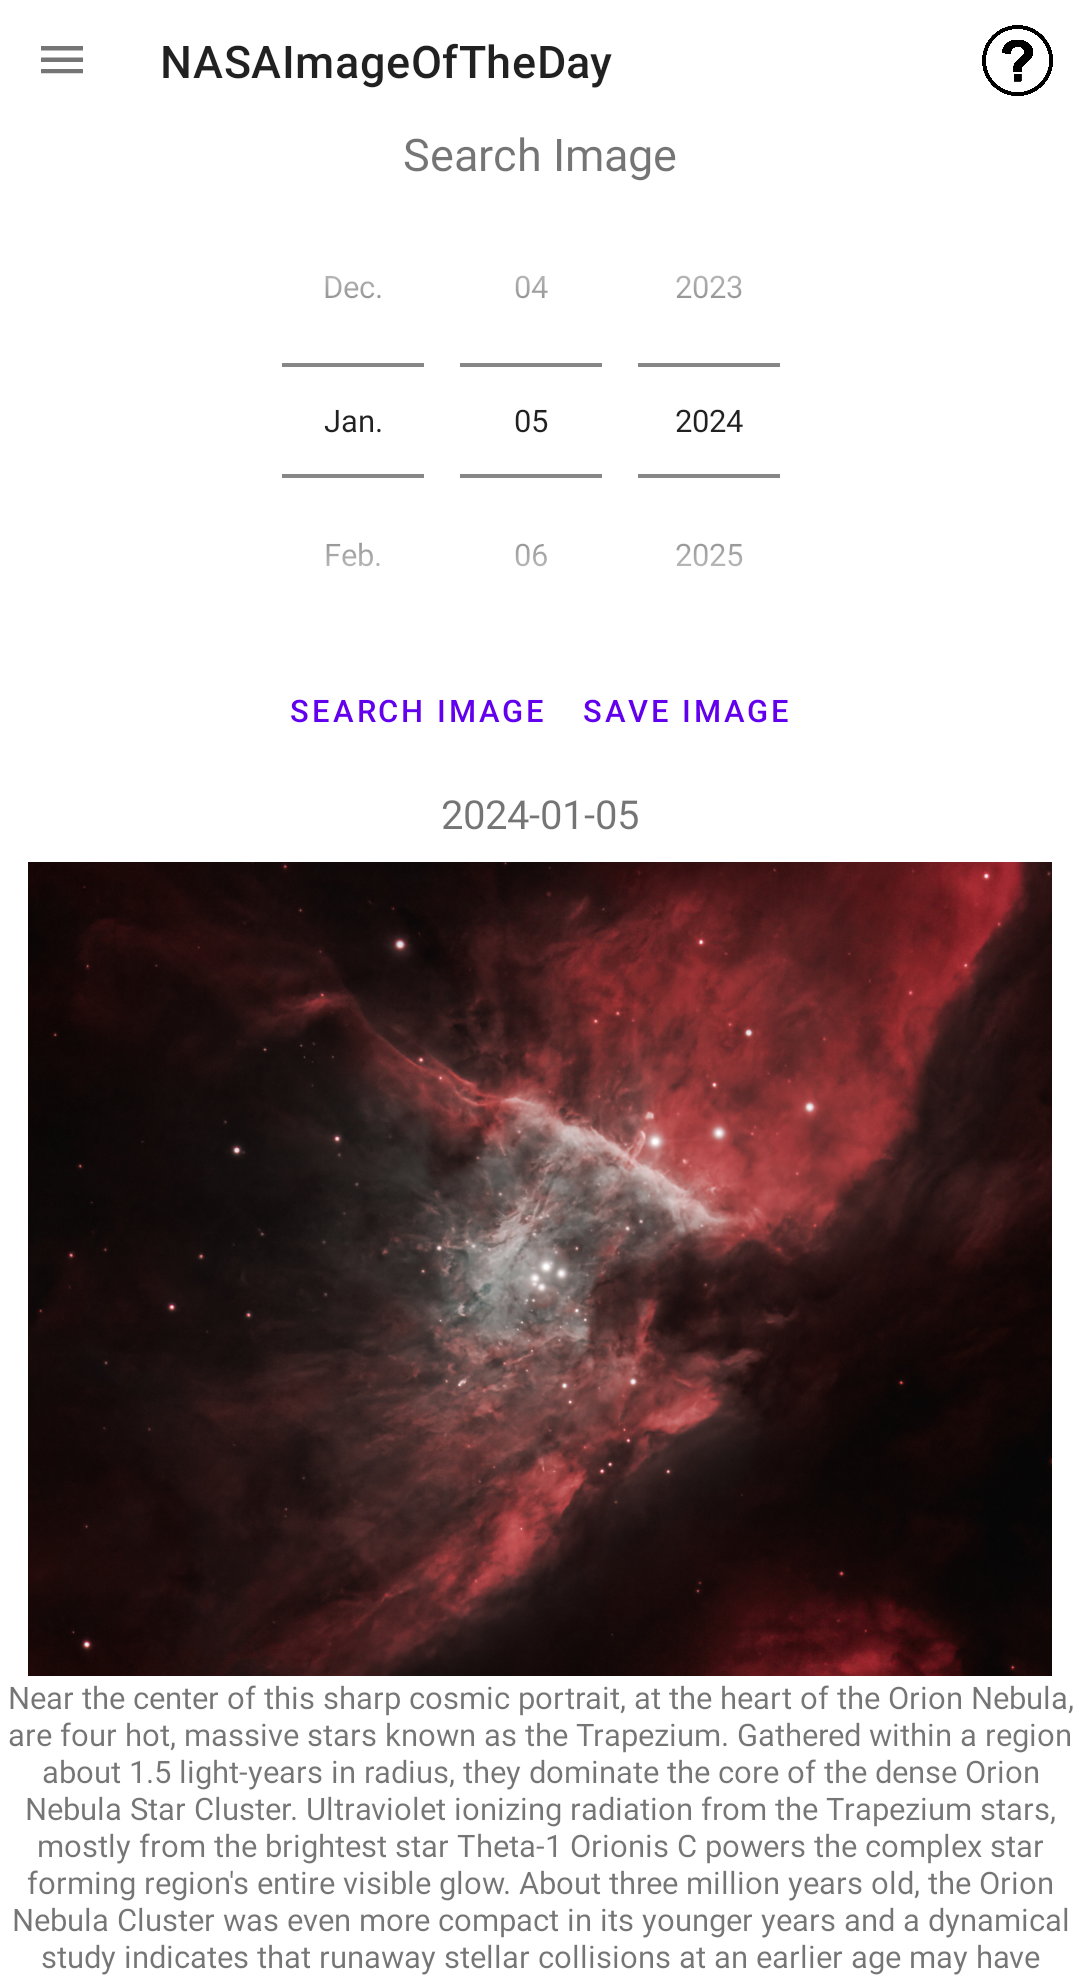 NASAImageOfTheDay
?
Search Image
Dec. 04 2023
Jan. 05 2024
Feb. 06 2025
SEARCH IMAGE SAVE IMAGE
2024-01-05
Near the center of this sharp cosmic portrait, at the heart of the Orion Nebula,
are four hot, massive stars known as the Trapezium. Gathered within a region
about 1.5 light-years in radius, they dominate the core of the dense Orion
Nebula Star Cluster. Ultraviolet ionizing radiation from the Trapezium stars,
mostly from the brightest star Theta-1 Orionis C powers the complex star
forming region's entire visible glow. About three million years old, the Orion
Nebula Cluster was even more compact in its younger years and a dynamical
study indicates that runaway stellar collisions at an earlier age may have